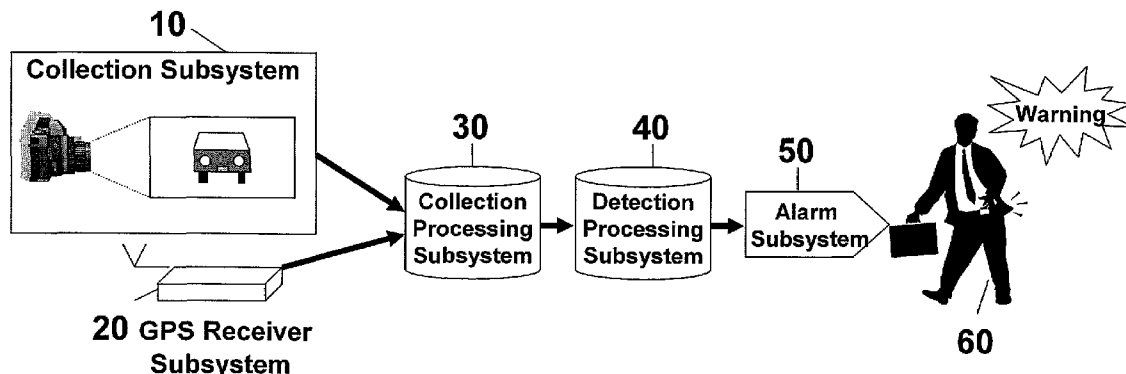 10
Collection Subsystem
20 GPS Receiver
Subsystem
30
Collection
Processing
Subsystem
40
Detection
Processing
Subsystem
50
Alarm
Subsystem
Warning
60